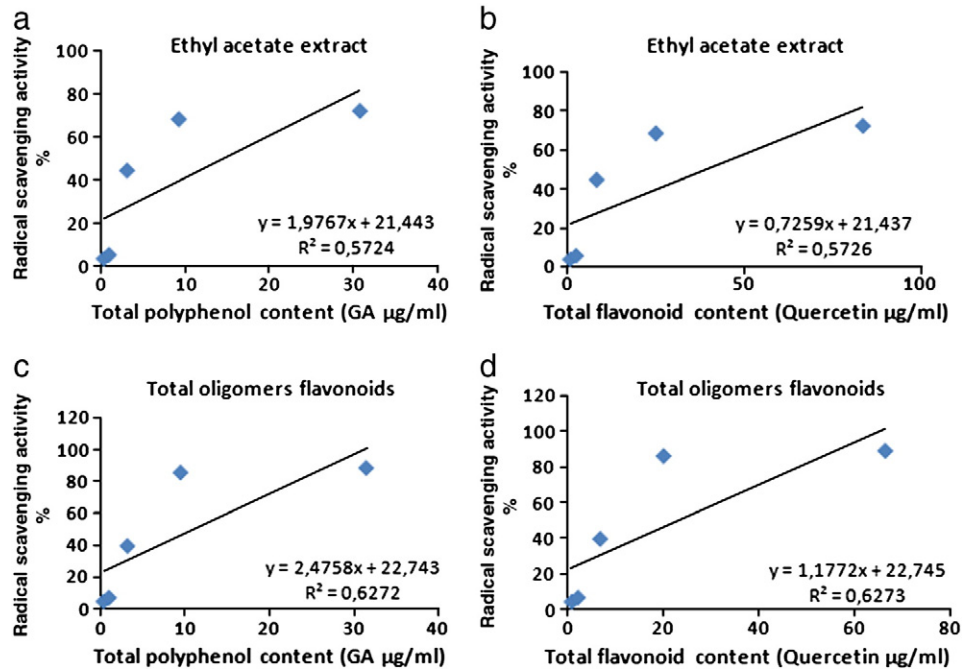 a
Ethyl acetate extract
Radical scavenging activity
%
100
80
60
40
20
0
y = 1,9767x + 21,443
R² = 0,5724
0 10 20 30 40
Total polyphenol content (GA µg/ml)
b
Ethyl acetate extract
Radical scavenging activity
%
100
80
60
40
20
0
y = 0,7259x + 21,437
R² = 0,5726
0 50 100
Total flavonoid content (Quercetin µg/ml)
c
Total oligomers flavonoids
Radical scavenging activity
%
120
100
80
60
40
20
0
y = 2,4758x + 22,743
R² = 0,6272
0 10 20 30 40
Total polyphenol content (GA µg/ml)
d
Total oligomers flavonoids
Radical scavenging activity
%
120
100
80
60
40
20
0
y = 1,1772x + 22,745
R² = 0,6273
0 20 40 60 80
Total flavonoid content (Quercetin µg/ml)